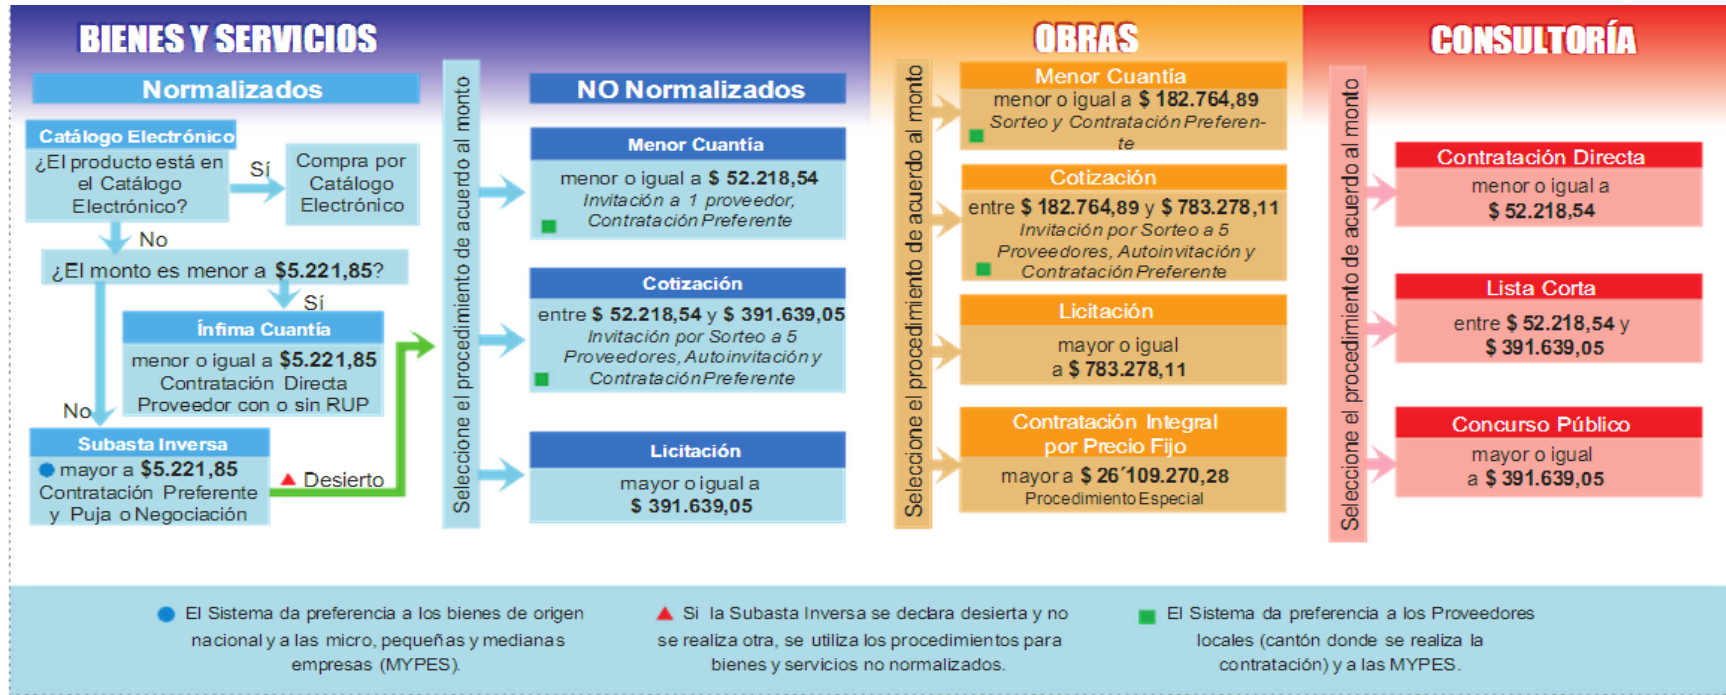 BIENES Y SERVICIOS
Normalizados
Catálogo Electrónico
¿El producto está en
el Catálogo
Electrónico?
Sí
Compra por
Catálogo
Electrónico
No
¿El monto es menor a $5.221,85?
Sí
Ínfima Cuantía
menor o igual a $5.221,85
Contratación Directa
Proveedor con o sin RUP
No
Subasta Inversa
mayor a $5.221,85
Contratación Preferente
y Puja o Negociación
Desierto
Seleccione el procedimiento de acuerdo al monto
NO Normalizados
Menor Cuantía
menor o igual a $ 52.218,54
Invitación a 1 proveedor,
Contratación Preferente
Cotización
entre $ 52.218,54 y $ 391.639,05
Invitación por Sorteo a 5
Proveedores, Autoinvitación y
Contratación Preferente
Licitación
mayor o igual a
$ 391.639,05
OBRAS
Seleccione el procedimiento de acuerdo al monto
Menor Cuantía
menor o igual a $ 182.764,89
Sorteo y Contratación Preferen-
te
Cotización
entre $ 182.764,89 y $ 783.278,11
Invitación por Sorteo a 5
Proveedores, Autoinvitación y
Contratación Preferente
Licitación
mayor o igual
a $ 783.278,11
Contratación Integral
por Precio Fijo
mayor a $ 26´109.270,28
Procedimiento Especial
CONSULTORÍA
Seleccione el procedimiento de acuerdo al monto
Contratación Directa
menor o igual a
$ 52.218,54
Lista Corta
entre $ 52.218,54 y
$ 391.639,05
Concurso Público
mayor o igual
a $ 391.639,05
El Sistema da preferencia a los bienes de origen
nacional y a las micro, pequeñas y medianas
empresas (MYPES).
Si la Subasta Inversa se declara desierta y no
se realiza otra, se utiliza los procedimientos para
bienes y servicios no normalizados.
El Sistema da preferencia a los Proveedores
locales (cantón donde se realiza la
contratación) y a las MYPES.